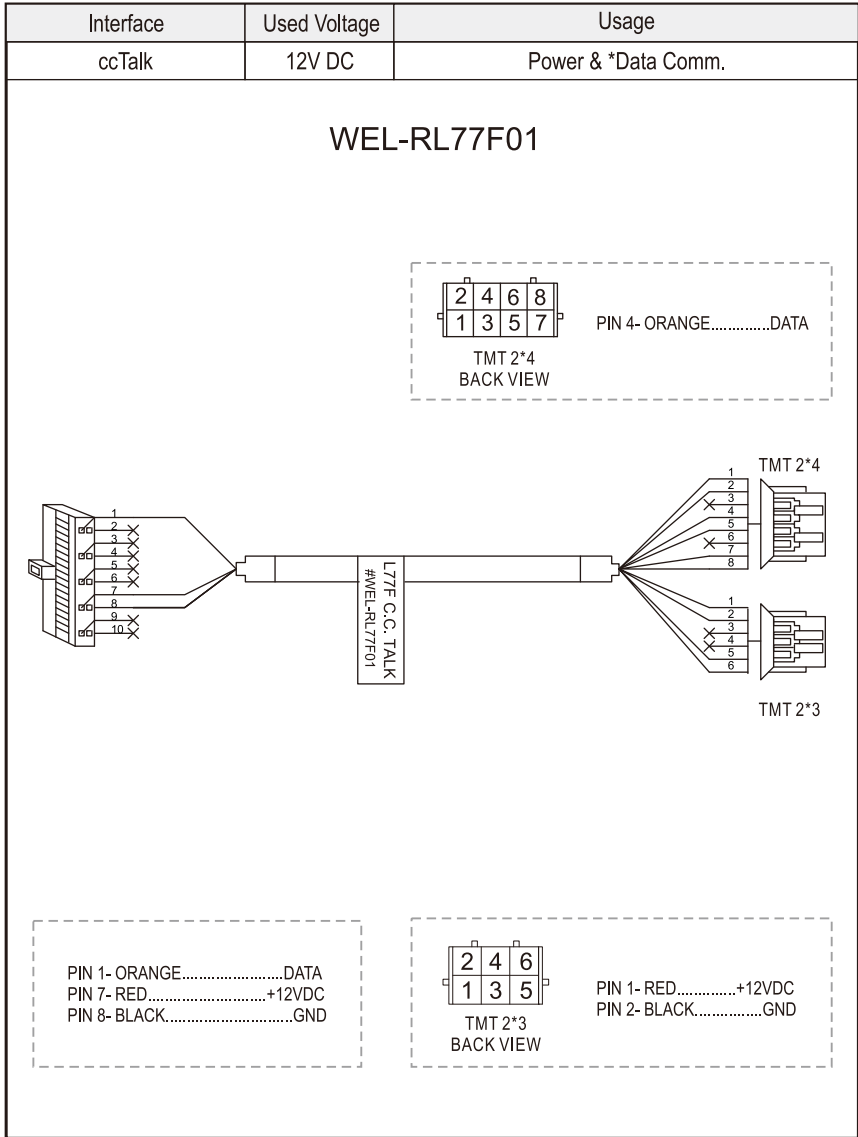 Interface Used Voltage Usage
ccTalk 12V DC Power & *Data Comm.
WEL-RL77F01
2 4 6 8
1 3 5 7
PIN 4- ORANGE.............DATA
TMT 2*4
BACK VIEW
1
2
3
4
5
6
7
8
9
10
L77F C.C. TALK
#WEL-RL77F01
TMT 2*4
1
2
3
4
5
6
7
8
1
2
3
4
5
6
TMT 2*3
PIN 1- ORANGE.......................DATA
PIN 7- RED...........................+12VDC
PIN 8- BLACK............................GND
2 4 6
1 3 5
TMT 2*3
BACK VIEW
PIN 1- RED.............+12VDC
PIN 2- BLACK...............GND